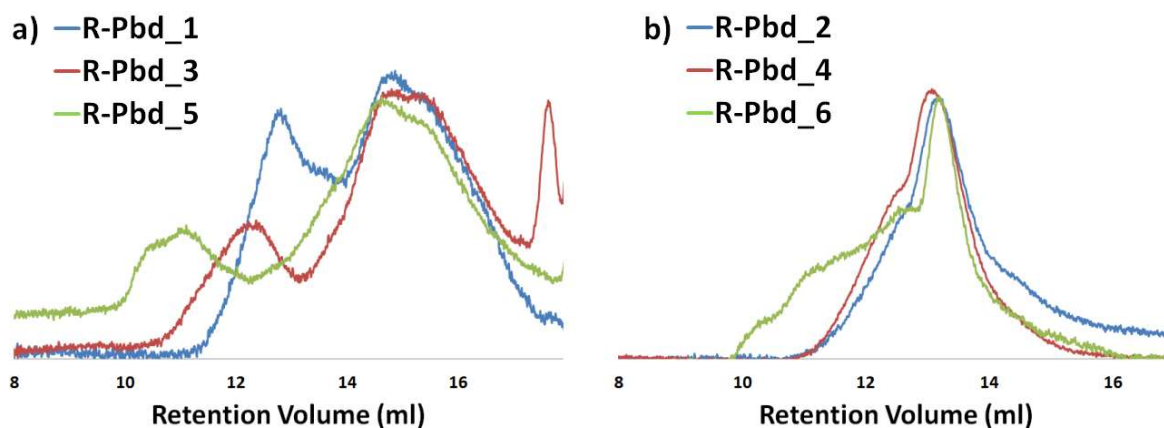 a) R-Pbd_1
R-Pbd_3
R-Pbd_5
8 10 12 14 16
Retention Volume (ml)
b) R-Pbd_2
R-Pbd_4
R-Pbd_6
8 10 12 14 16
Retention Volume (ml)